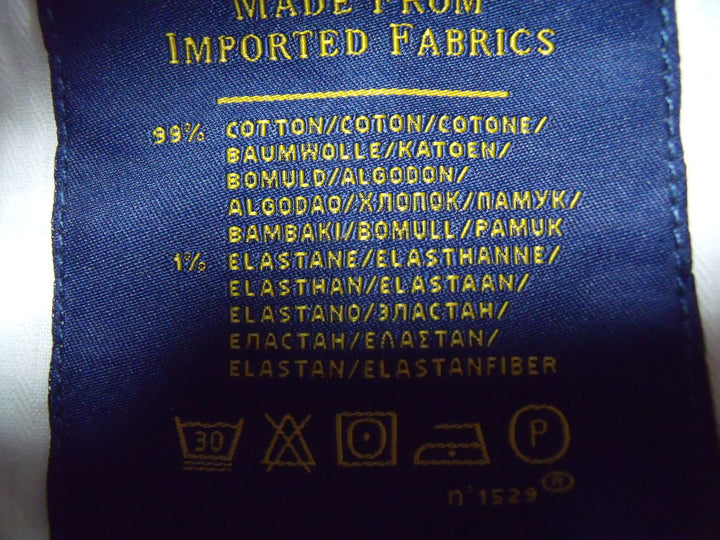 MADE FROM
IMPORTED FABRICS
99% COTTON/COTON/COTONE/
BAUMWOLLE/KATOEN/
BOMULD/ALGODON/
ALGODAO/ХЛОПОК/ПАМУК/
BAMBAKI/BOMULL/PAMUK
1% ELASTANE/ELASTHANNE/
ELASTHAN/ELASTAAN/
ELASTANO/ЭЛАСТАН/
ЕЛАСТАН/ΕΛΑΣΤΑΝ/
ELASTAN/ELASTANFIBER
30 P
n°1529®